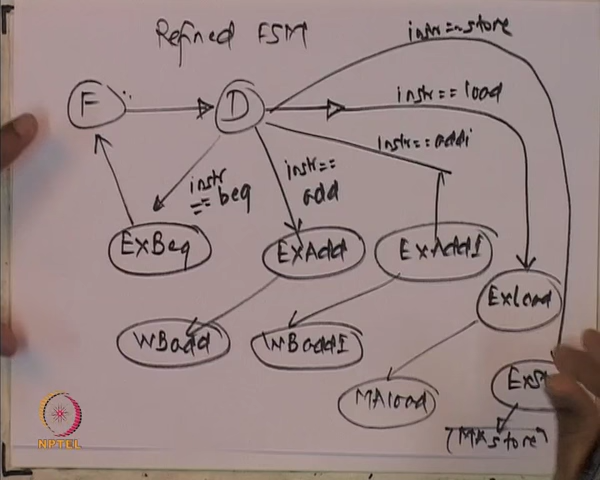 Refined FSM
instr==store
F
D
instr==load
instr==addi
instr
==beq
instr==
add
ExBeq
ExAdd
ExAddI
Exload
WBadd
WBaddI
MAload
MAstore
NPTEL